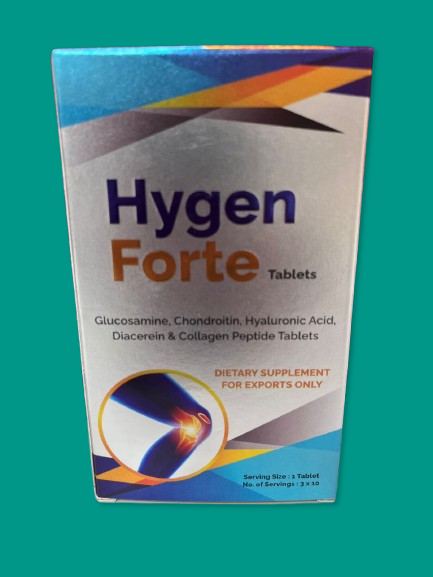 Hygen
Forte Tablets
Glucosamine, Chondroitin, Hyaluronic Acid,
Diacerein & Collagen Peptide Tablets
DIETARY SUPPLEMENT
FOR EXPORTS ONLY
Serving Size : 1 Tablet
No. of Servings : 3 x 10